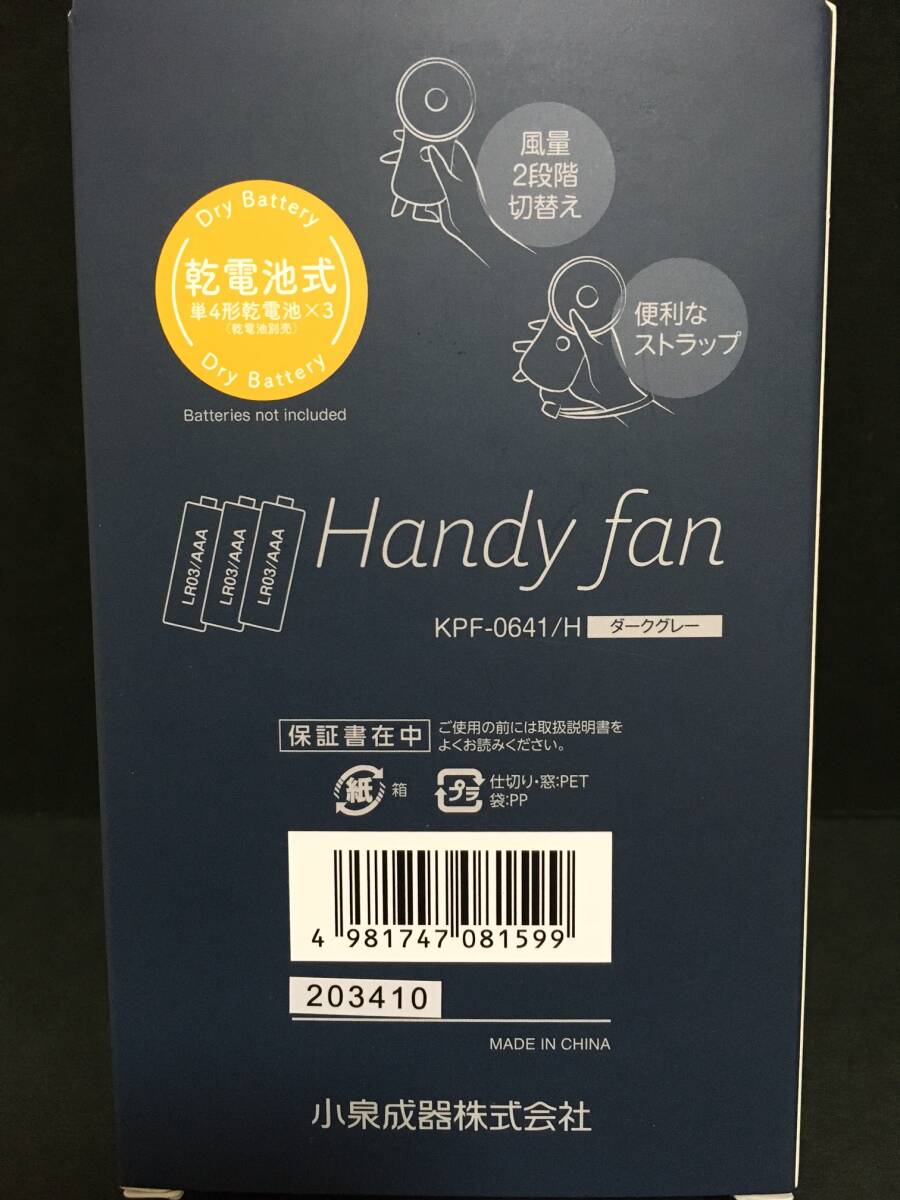 風量
2段階
切替え
Dry Battery
乾電池式
単4形乾電池×3
(乾電池別売)
Dry Battery
Batteries not included
便利な
ストラップ
LR03/AAA
LR03/AAA
LR03/AAA
Handy fan
KPF-0641/H ダークグレー
保証書在中
ご使用の前には取扱説明書を
よくお読みください。
紙 箱
プラ
仕切り・窓:PET
袋:PP
4 981747 081599
203410
MADE IN CHINA
小泉成器株式会社